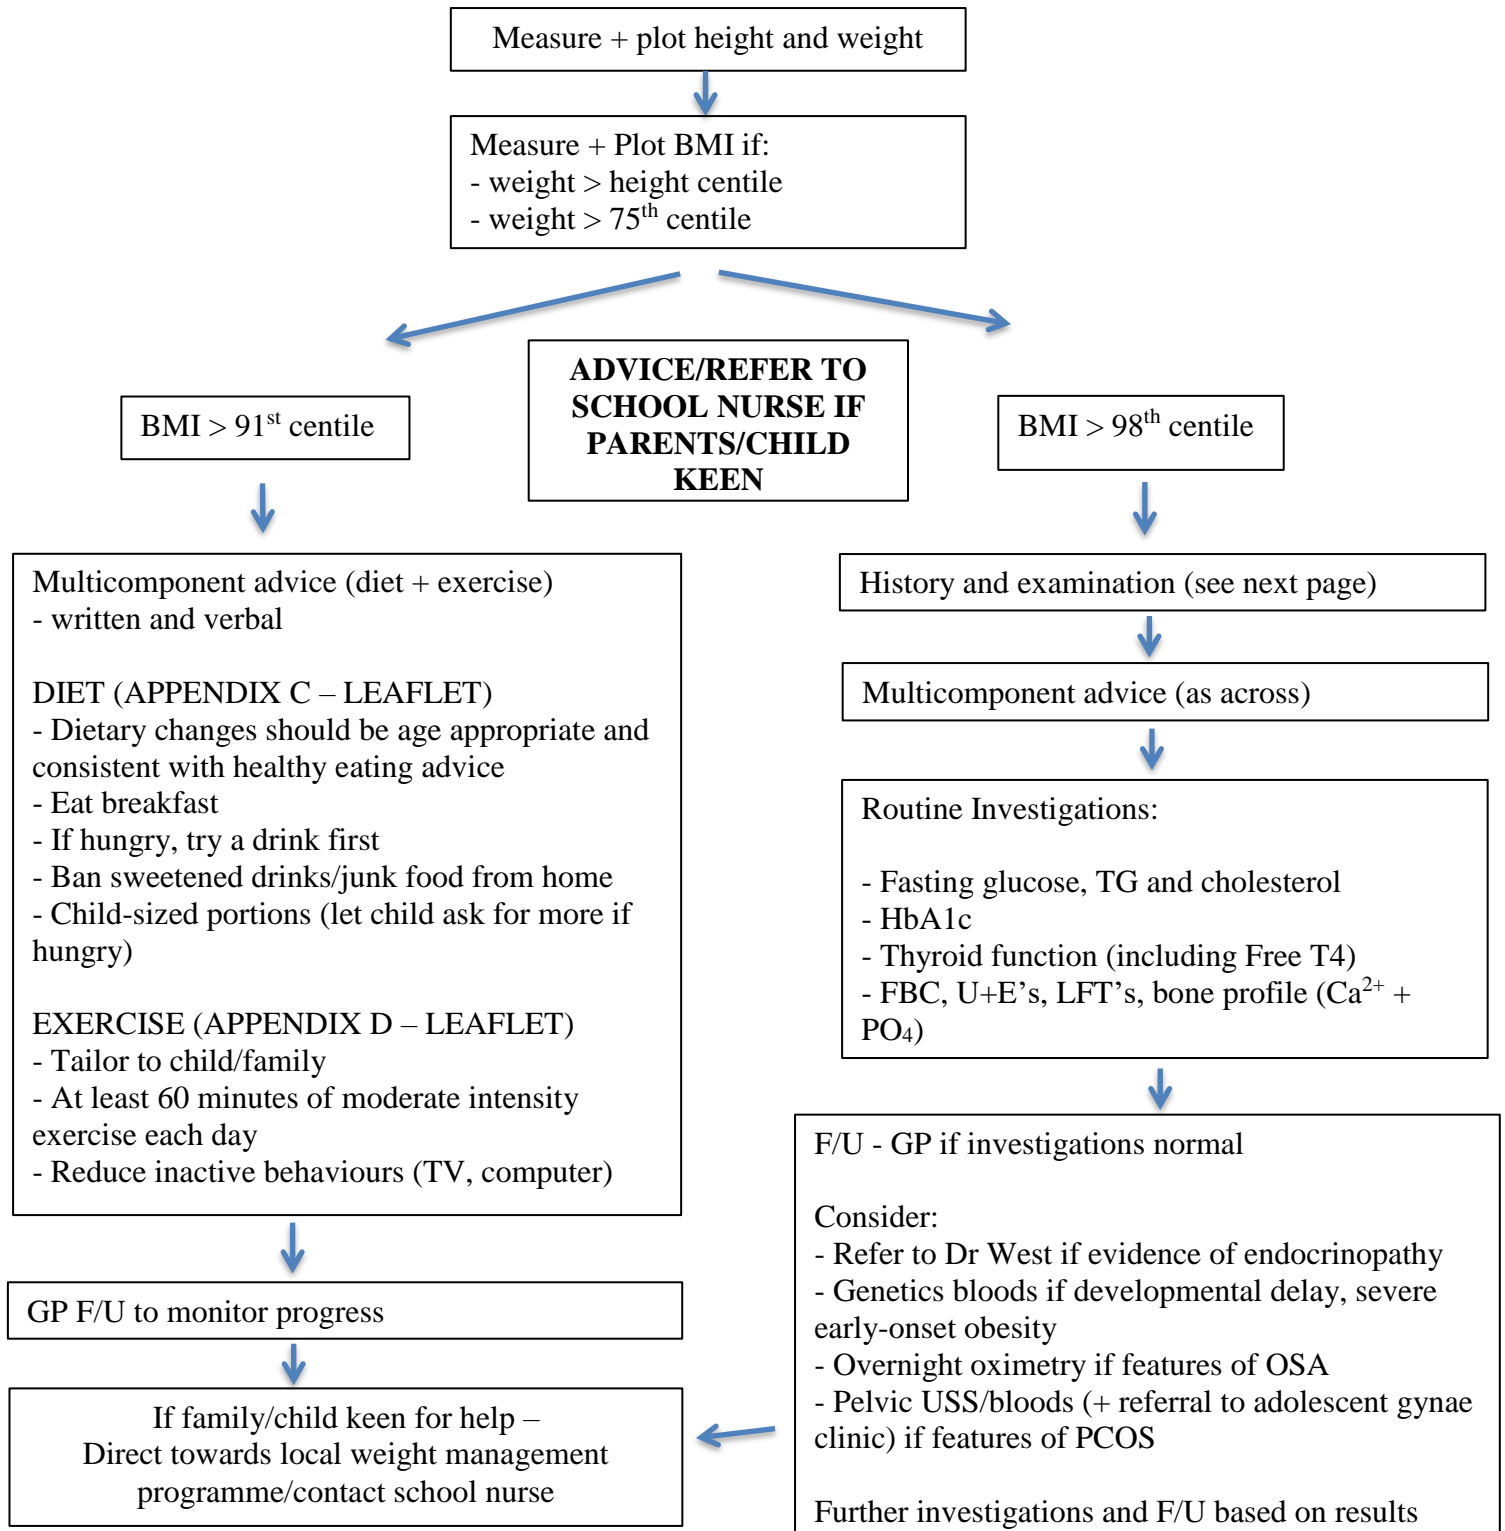 Measure + plot height and weight
Measure + Plot BMI if:
- weight > height centile
- weight > 75th centile
ADVICE/REFER TO
SCHOOL NURSE IF
PARENTS/CHILD
KEEN
BMI > 91st centile
BMI > 98th centile
Multicomponent advice (diet + exercise)
- written and verbal
DIET (APPENDIX C – LEAFLET)
- Dietary changes should be age appropriate and
consistent with healthy eating advice
- Eat breakfast
- If hungry, try a drink first
- Ban sweetened drinks/junk food from home
- Child-sized portions (let child ask for more if
hungry)
EXERCISE (APPENDIX D – LEAFLET)
- Tailor to child/family
- At least 60 minutes of moderate intensity
exercise each day
- Reduce inactive behaviours (TV, computer)
GP F/U to monitor progress
If family/child keen for help –
Direct towards local weight management
programme/contact school nurse
History and examination (see next page)
Multicomponent advice (as across)
Routine Investigations:
- Fasting glucose, TG and cholesterol
- HbA1c
- Thyroid function (including Free T4)
- FBC, U+E’s, LFT’s, bone profile (Ca2+ +
PO4)
F/U - GP if investigations normal
Consider:
- Refer to Dr West if evidence of endocrinopathy
- Genetics bloods if developmental delay, severe
early-onset obesity
- Overnight oximetry if features of OSA
- Pelvic USS/bloods (+ referral to adolescent gynae
clinic) if features of PCOS
Further investigations and F/U based on results